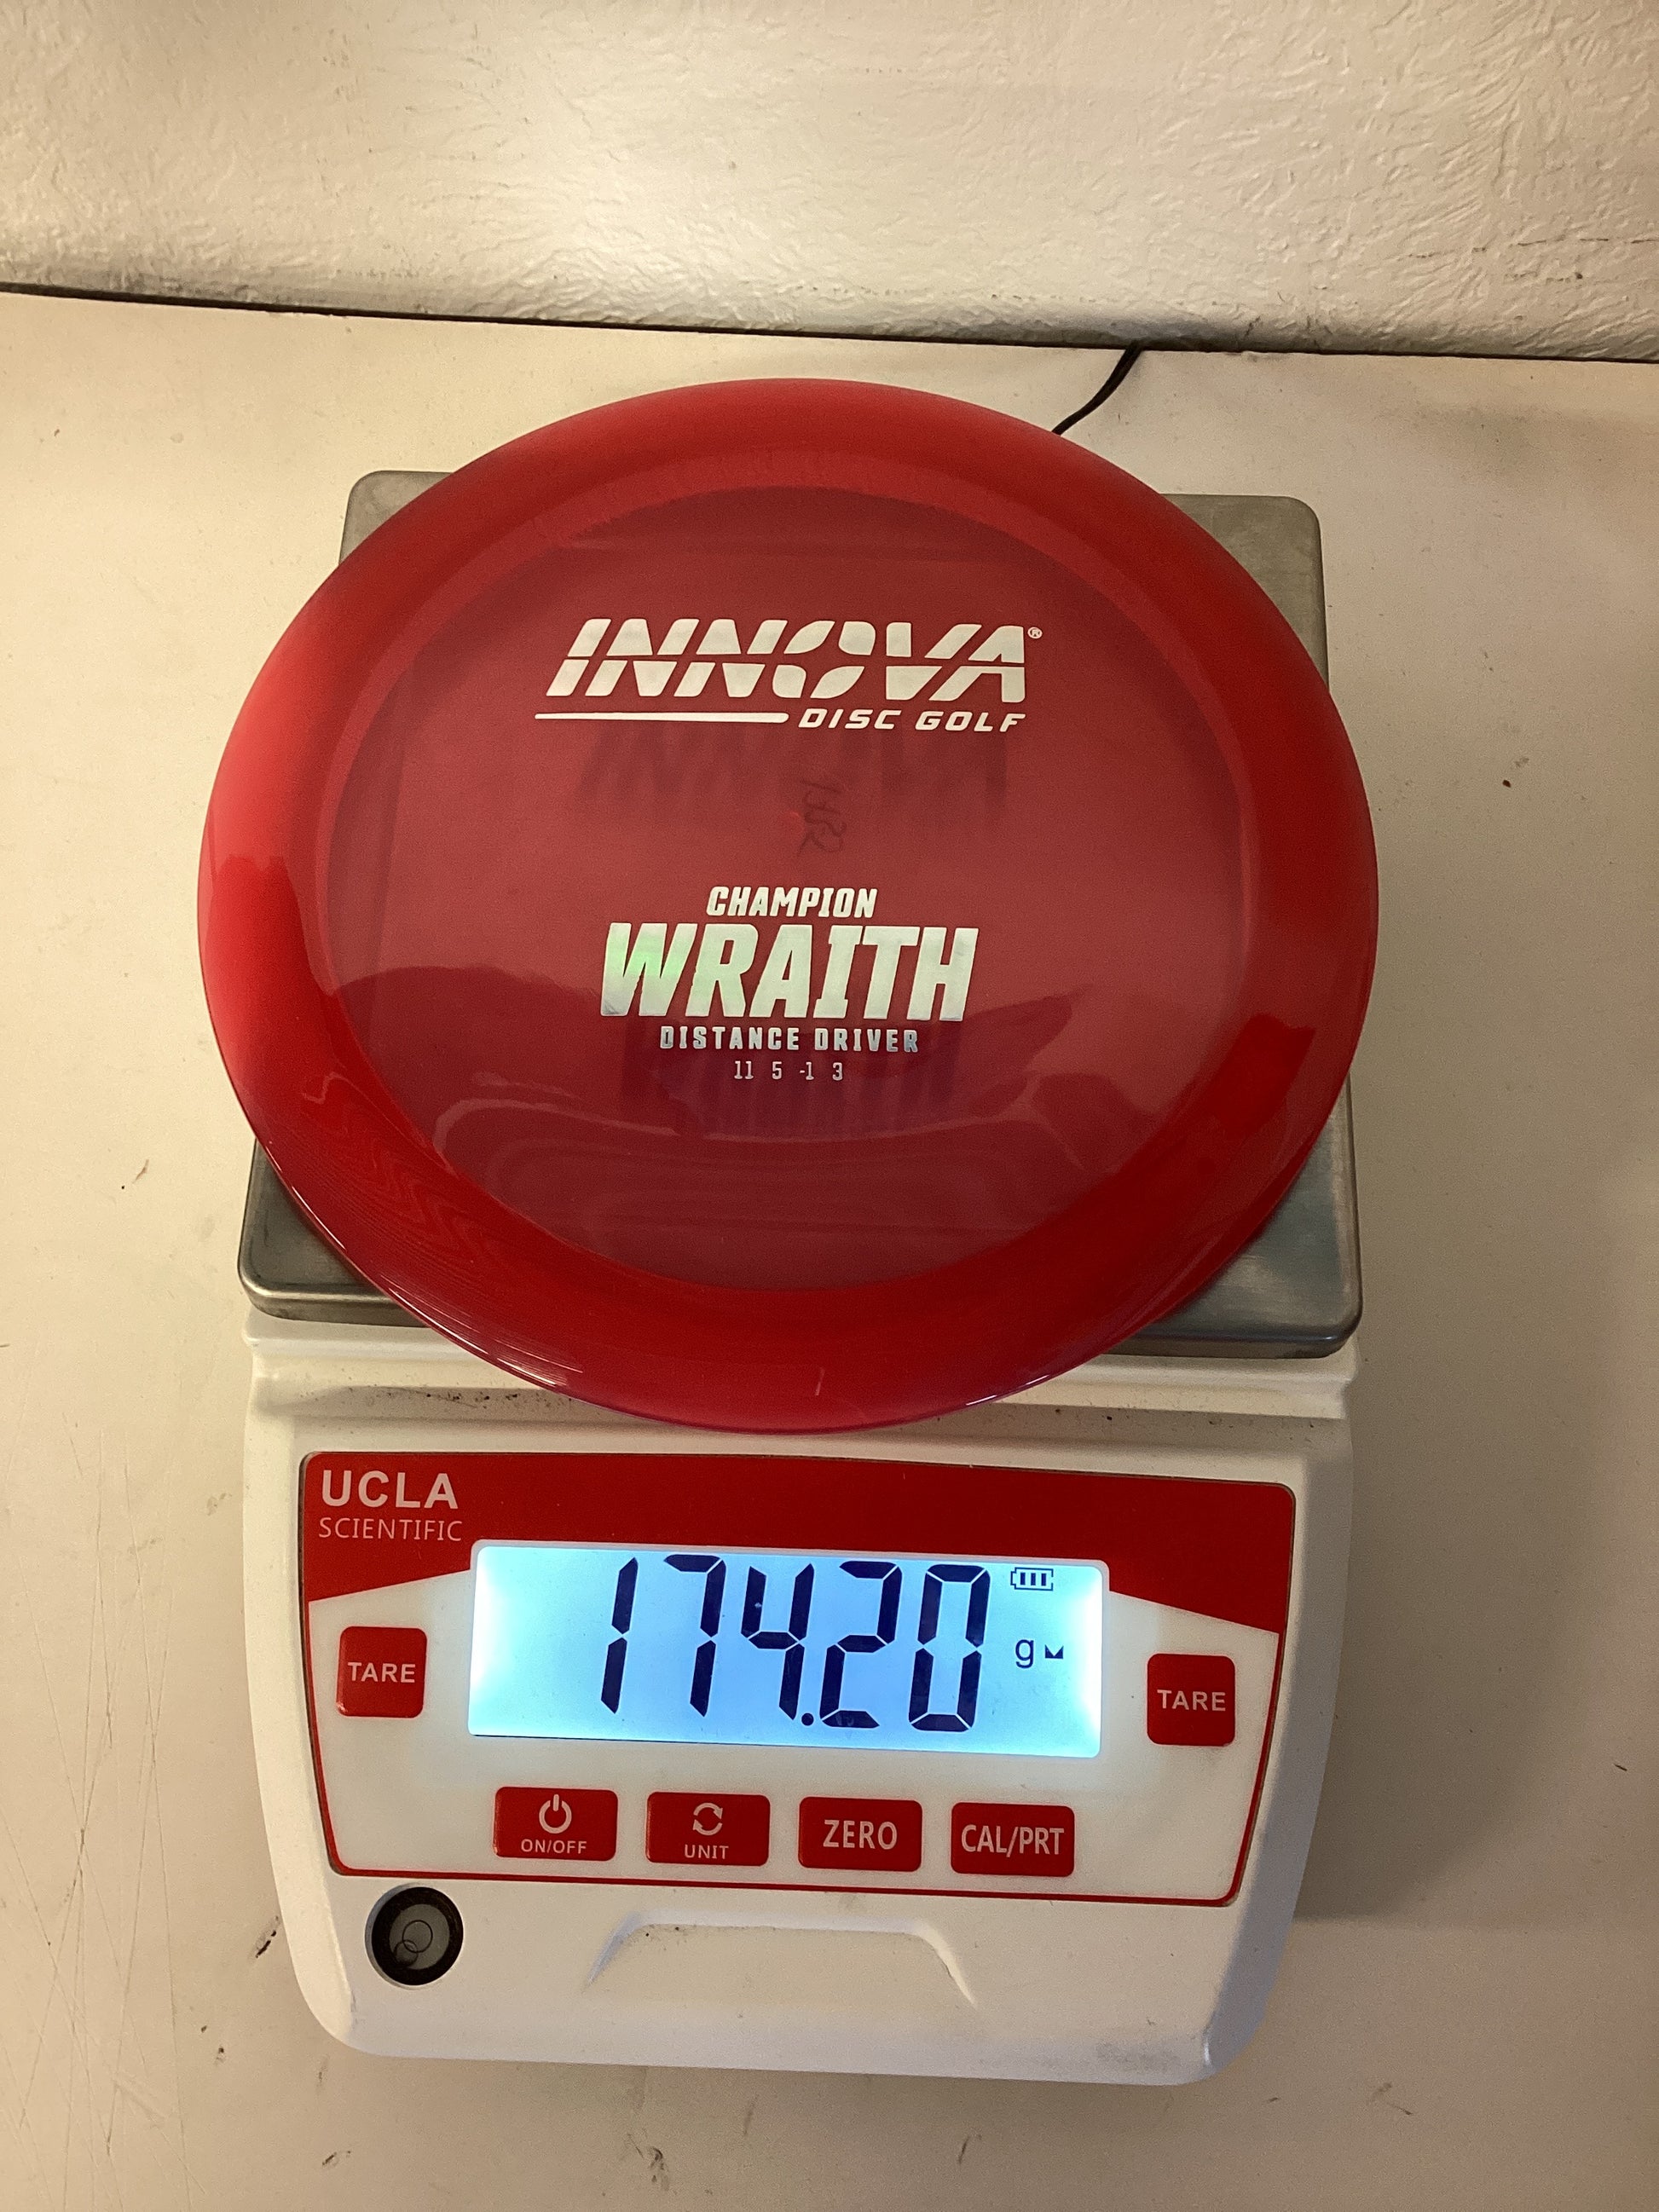 INNOVA®
DISC GOLF
CHAMPION
WRAITH
DISTANCE DRIVER
11 5 -1 3
UCLA
SCIENTIFIC
174.20 g
TARE
TARE
ON/OFF
UNIT
ZERO
CAL/PRT